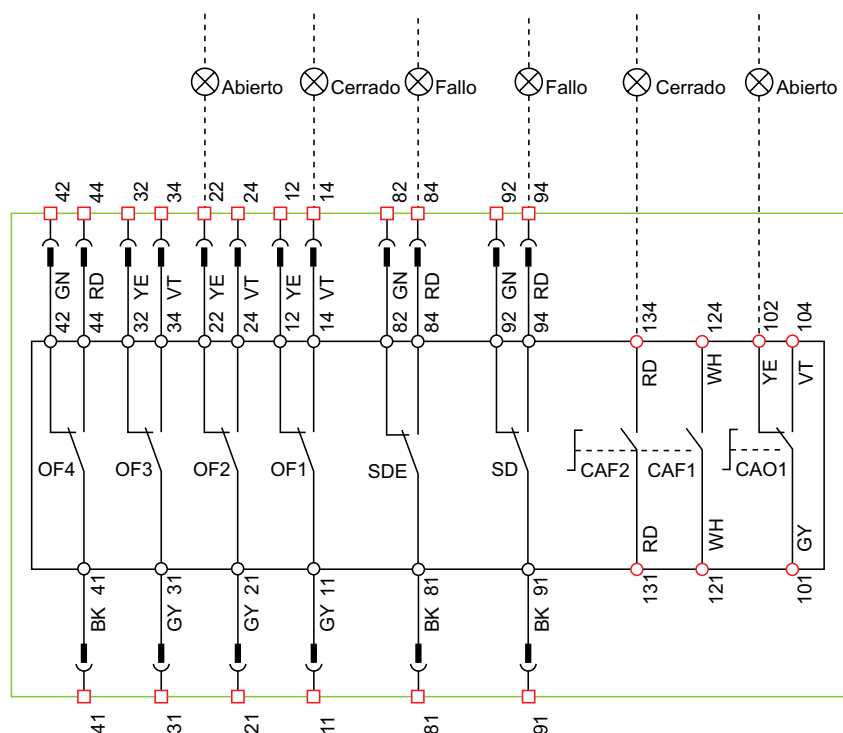 Abierto
Cerrado
Fallo
Fallo
Cerrado
Abierto
42
44
32
34
22
24
12
14
82
84
92
94
GN
RD
YE
VT
YE
VT
YE
VT
GN
RD
GN
RD
42
44
32
34
22
24
12
14
82
84
92
94
134
124
102
104
RD
WH
YE
VT
OF4
OF3
OF2
OF1
SDE
SD
CAF2
CAF1
CAO1
RD
WH
GY
41
31
21
11
81
91
131
121
101
BK
GY
GY
GY
BK
BK
41
31
21
11
81
91